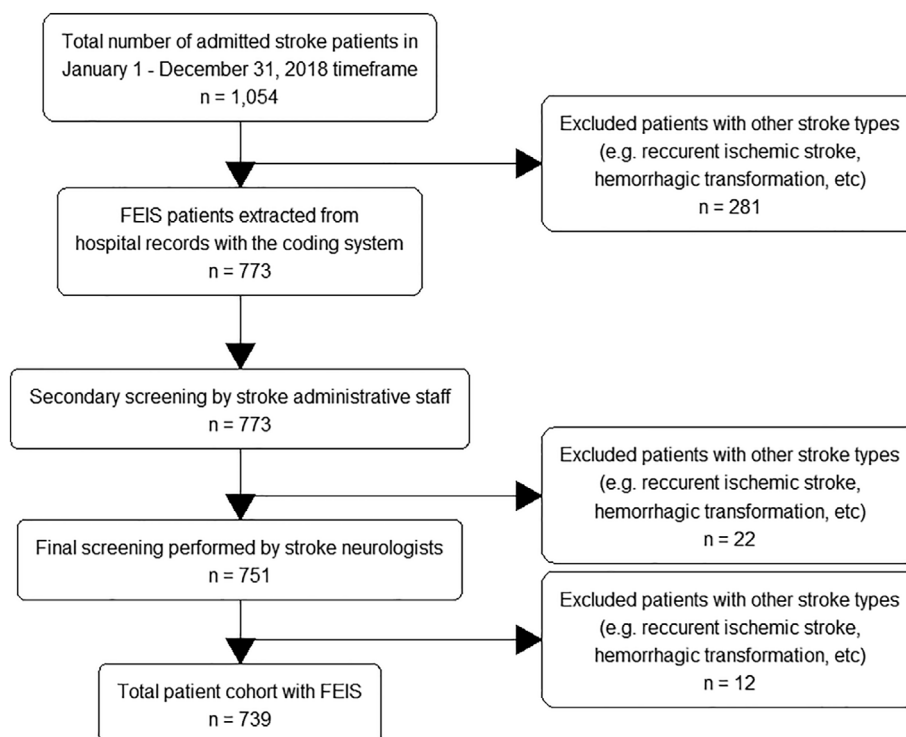 Total number of admitted stroke patients in
January 1 - December 31, 2018 timeframe
n = 1,054
Excluded patients with other stroke types
(e.g. reccurent ischemic stroke,
hemorrhagic transformation, etc)
n = 281
FEIS patients extracted from
hospital records with the coding system
n = 773
Secondary screening by stroke administrative staff
n = 773
Excluded patients with other stroke types
(e.g. reccurent ischemic stroke,
hemorrhagic transformation, etc)
n = 22
Final screening performed by stroke neurologists
n = 751
Excluded patients with other stroke types
(e.g. reccurent ischemic stroke,
hemorrhagic transformation, etc)
n = 12
Total patient cohort with FEIS
n = 739